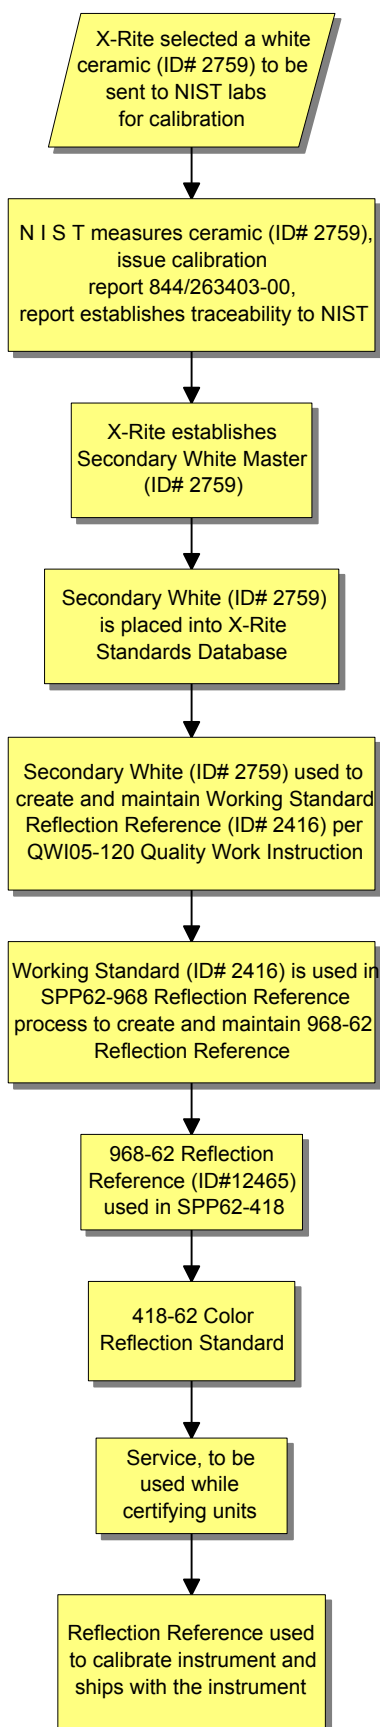 X-Rite selected a white
ceramic (ID# 2759) to be
sent to NIST labs
for calibration
N I S T measures ceramic (ID# 2759),
issue calibration
report 844/263403-00,
report establishes traceability to NIST
X-Rite establishes
Secondary White Master
(ID# 2759)
Secondary White (ID# 2759)
is placed into X-Rite
Standards Database
Secondary White (ID# 2759) used to
create and maintain Working Standard
Reflection Reference (ID# 2416) per
QWI05-120 Quality Work Instruction
Working Standard (ID# 2416) is used in
SPP62-968 Reflection Reference
process to create and maintain 968-62
Reflection Reference
968-62 Reflection
Reference (ID#12465)
used in SPP62-418
418-62 Color
Reflection Standard
Service, to be
used while
certifying units
Reflection Reference used
to calibrate instrument and
ships with the instrument